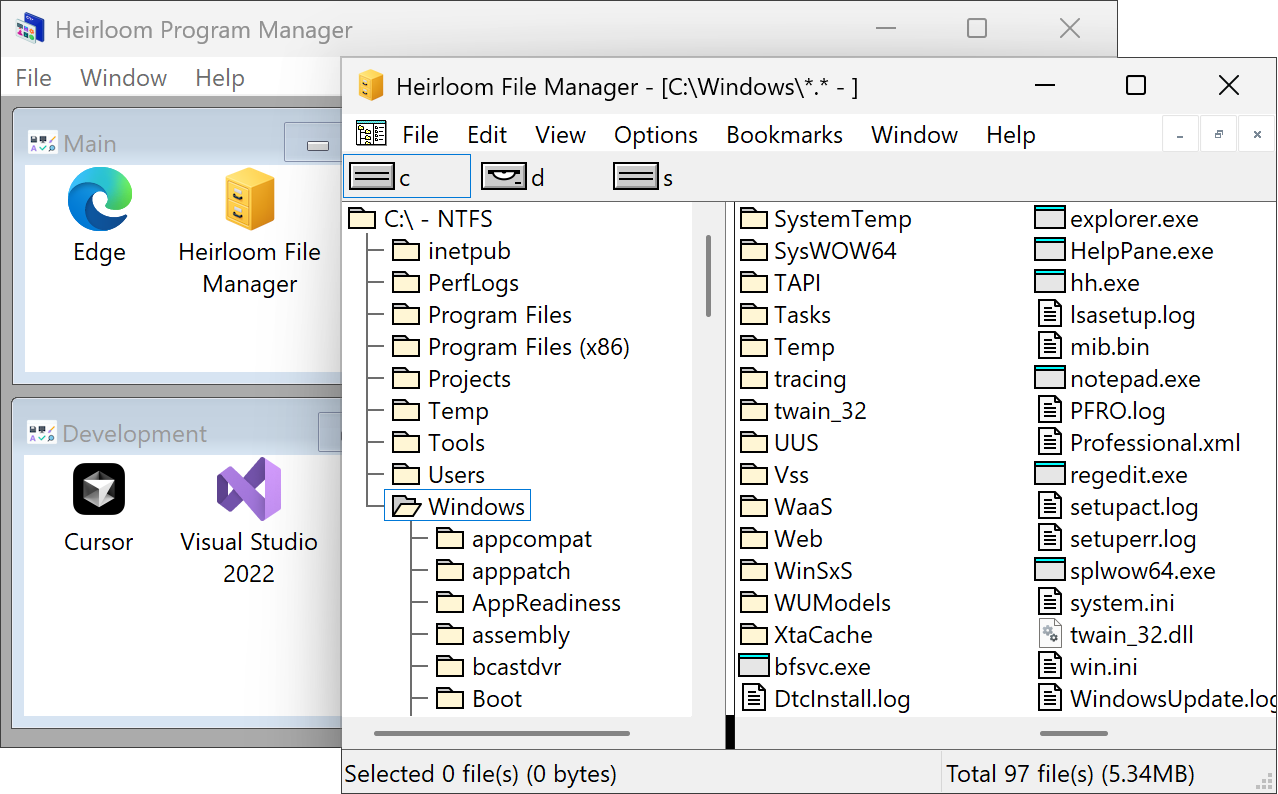 Heirloom Program Manager
File Window Help
Main
Edge
Heirloom File
Manager
Development
Cursor
Visual Studio
2022
Heirloom File Manager - [C:\Windows\*.* - ]
File Edit View Options Bookmarks Window Help
c d s
C:\ - NTFS
inetpub
PerfLogs
Program Files
Program Files (x86)
Projects
Temp
Tools
Users
Windows
appcompat
apppatch
AppReadiness
assembly
bcastdvr
Boot
SystemTemp
SysWOW64
TAPI
Tasks
Temp
tracing
twain_32
UUS
Vss
WaaS
Web
WinSxS
WUModels
XtaCache
bfsvc.exe
DtcInstall.log
explorer.exe
HelpPane.exe
hh.exe
lsasetup.log
mib.bin
notepad.exe
PFRO.log
Professional.xml
regedit.exe
setupact.log
setuperr.log
splwow64.exe
system.ini
twain_32.dll
win.ini
WindowsUpdate.log
Selected 0 file(s) (0 bytes)
Total 97 file(s) (5.34MB)